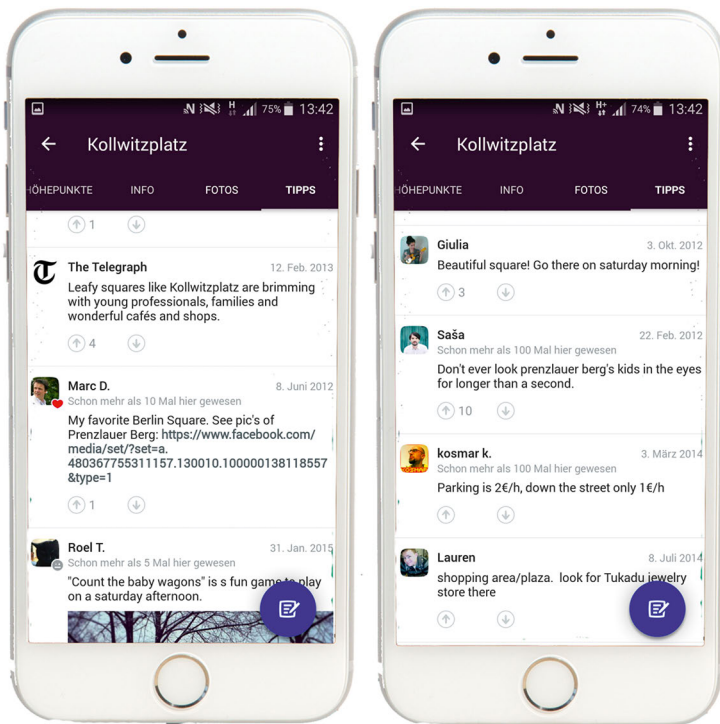 75% 13:42
Kollwitzplatz
HÖHEPUNKTE INFO FOTOS TIPPS
1
The Telegraph 12. Feb. 2013
Leafy squares like Kollwitzplatz are brimming
with young professionals, families and
wonderful cafés and shops.
4
Marc D. 8. Juni 2012
Schon mehr als 10 Mal hier gewesen
My favorite Berlin Square. See pic's of
Prenzlauer Berg: https://www.facebook.com/
media/set/?set=a.
480367755311157.130010.100000138118557
&type=1
1
Roel T. 31. Jan. 2015
Schon mehr als 5 Mal hier gewesen
"Count the baby wagons" is s fun game to play
on a saturday afternoon.
H+ 74% 13:42
Kollwitzplatz
HÖHEPUNKTE INFO FOTOS TIPPS
Giulia 3. Okt. 2012
Beautiful square! Go there on saturday morning!
3
Saša 22. Feb. 2012
Schon mehr als 100 Mal hier gewesen
Don't ever look prenzlauer berg's kids in the eyes
for longer than a second.
10
kosmar k. 3. März 2014
Schon mehr als 100 Mal hier gewesen
Parking is 2€/h, down the street only 1€/h
Lauren 8. Juli 2014
shopping area/plaza. look for Tukadu jewelry
store there